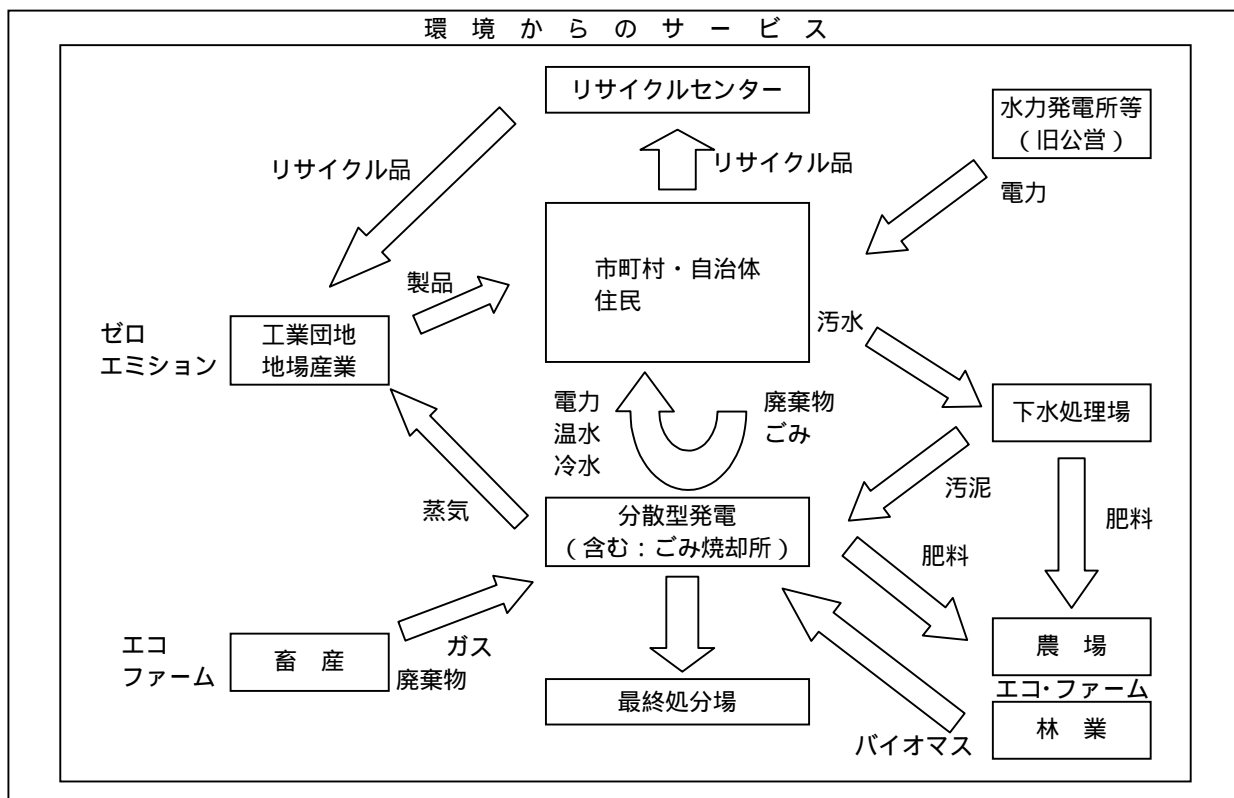 環境からのサービス
リサイクルセンター
水力発電所等
（旧公営）
リサイクル品
リサイクル品
電力
市町村・自治体
住民
製品
ゼロ
エミション
工業団地
地場産業
汚水
電力
温水
冷水
廃棄物
ごみ
下水処理場
汚泥
蒸気
分散型発電
（含む：ごみ焼却所）
肥料
肥料
エコ
ファーム
畜産
ガス
廃棄物
農場
エコ・ファーム
林業
最終処分場
バイオマス